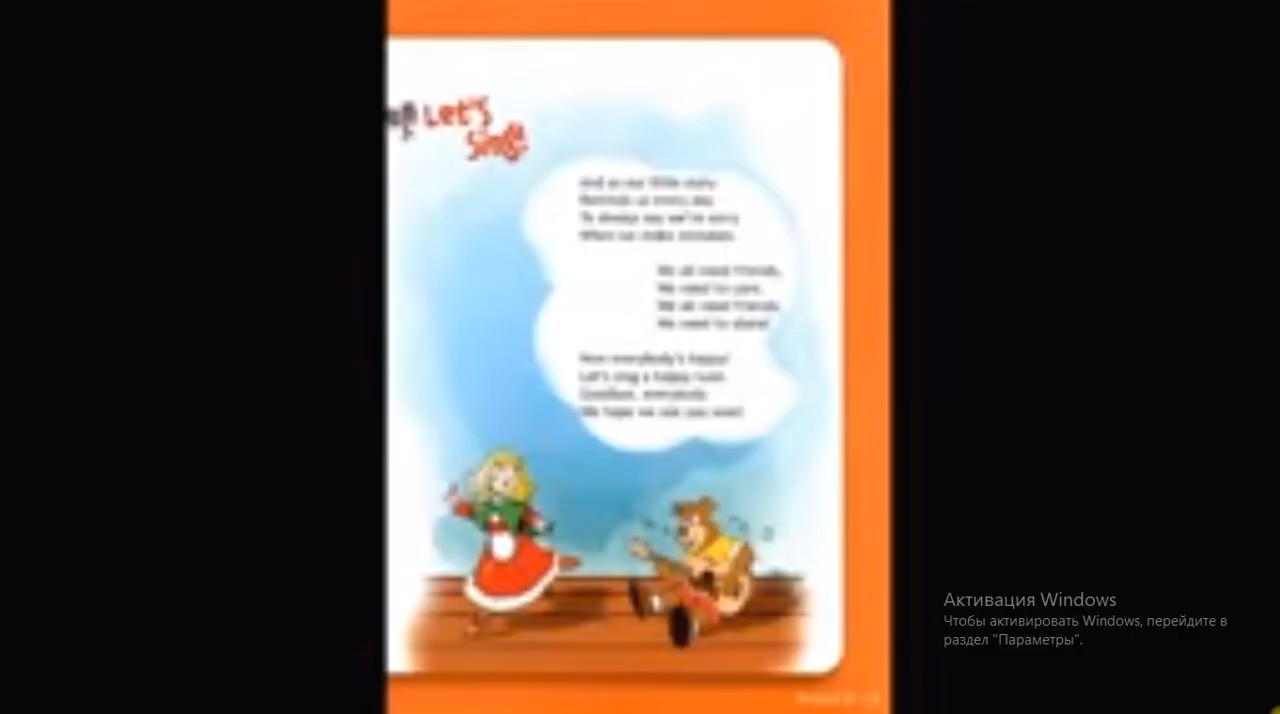 Let's
Sing!
And so our little story
Reminds us every day
To always say we're sorry
When we make mistakes.
We all need friends,
We need to care.
We all need friends,
We need to share!
Now everybody's happy!
Let's sing a happy tune.
Goodbye, everybody
We hope we see you soon!
Активация Windows
Чтобы активировать Windows, перейдите в
раздел "Параметры".